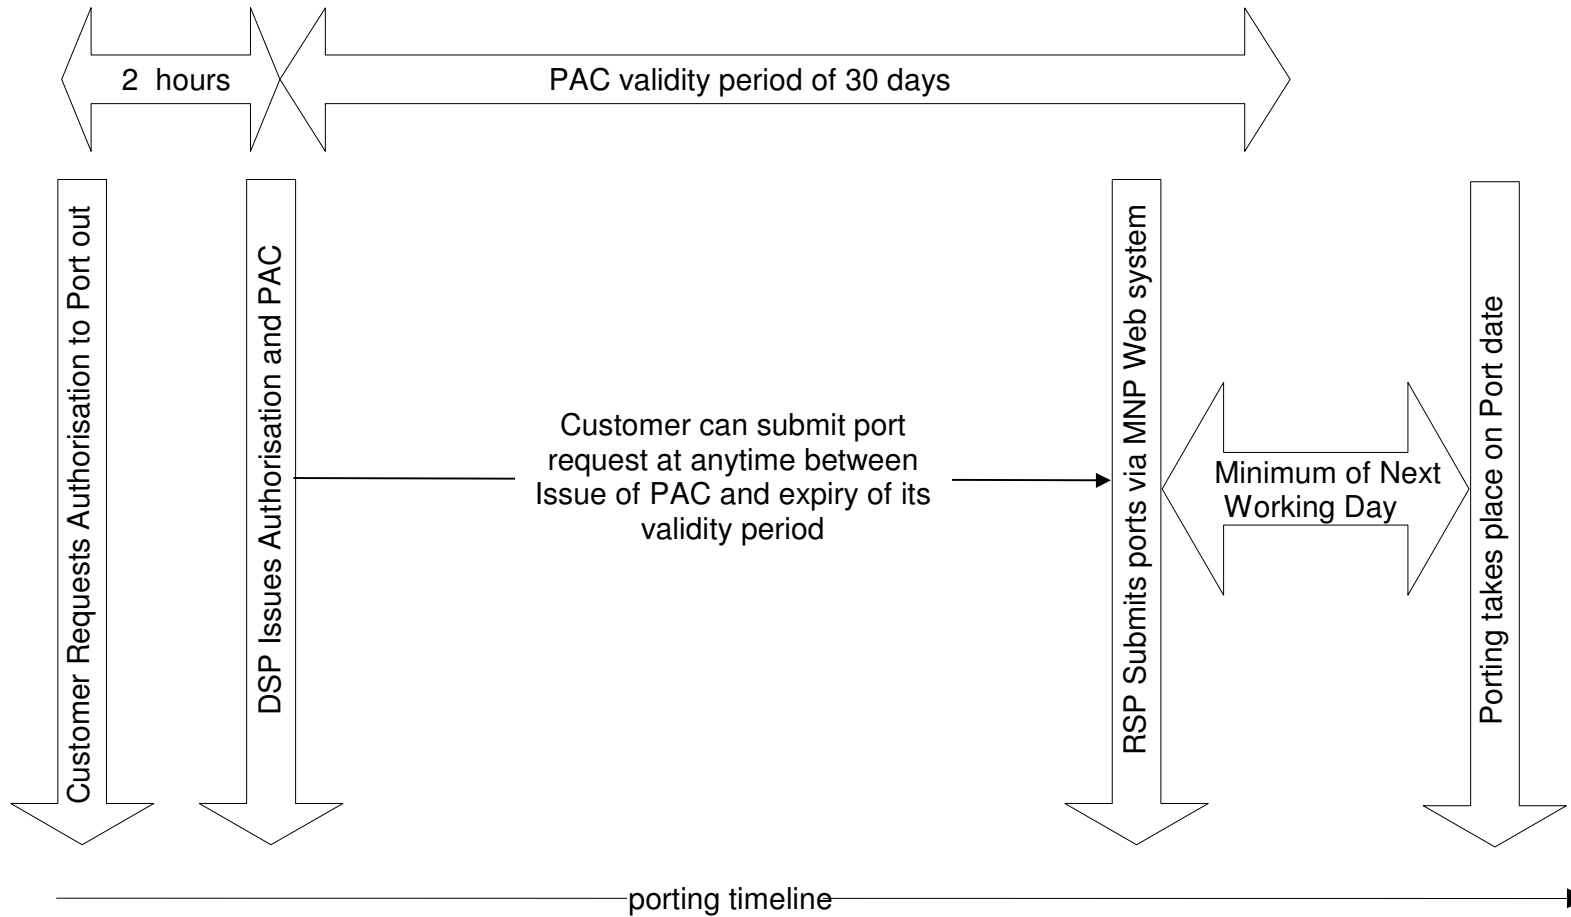 2 hours
PAC validity period of 30 days
Customer Requests Authorisation to Port out
DSP Issues Authorisation and PAC
Customer can submit port
request at anytime between
Issue of PAC and expiry of its
validity period
RSP Submits ports via MNP Web system
Minimum of Next
Working Day
Porting takes place on Port date
porting timeline